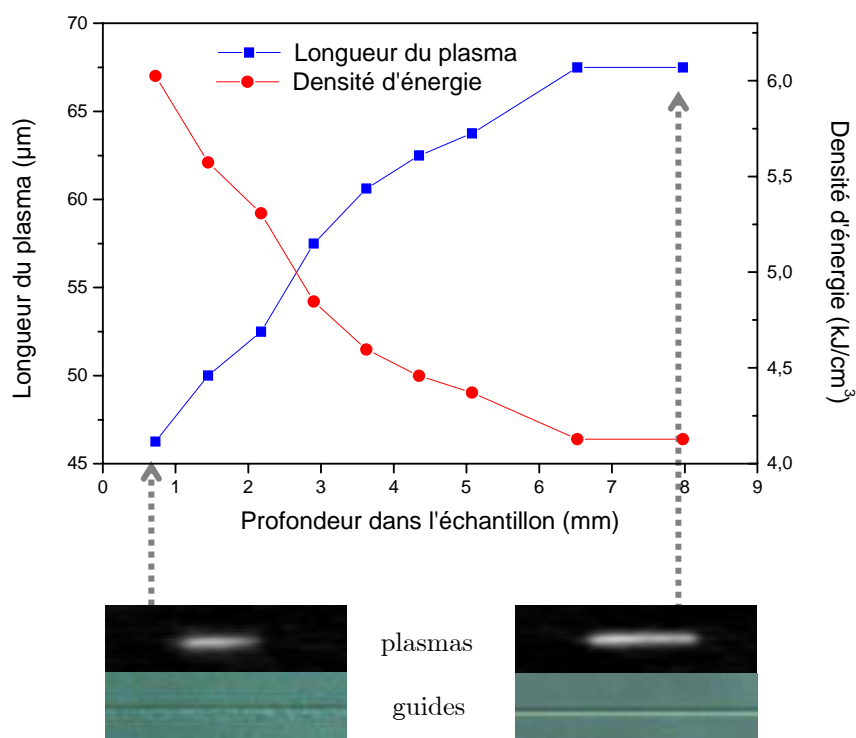 Longueur du plasma
Densité d'énergie
Longueur du plasma (µm)
70
65
60
55
50
45
6,0
5,5
5,0
4,5
4,0
Densité d'énergie (kJ/cm³)
0 1 2 3 4 5 6 7 8 9
Profondeur dans l'échantillon (mm)
plasmas
guides